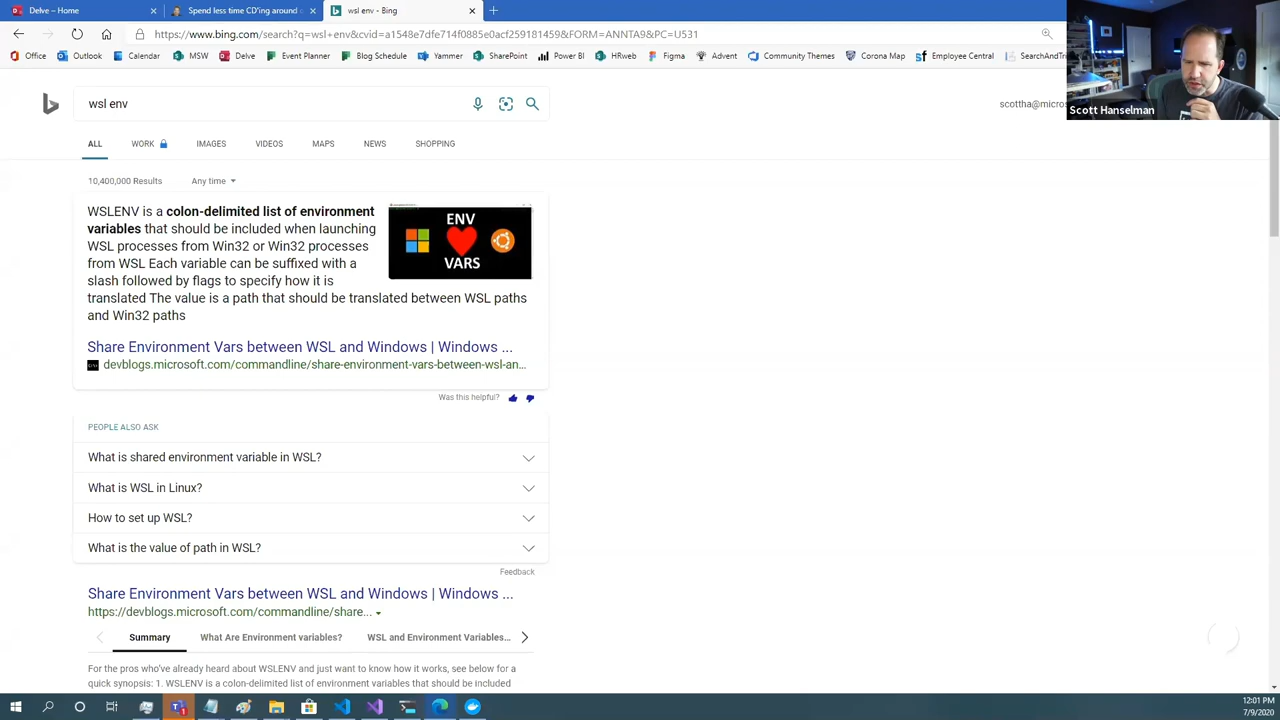 Delve – Home
Spend less time CD'ing around
wsl env - Bing
https://www.bing.com/search?q=wsl+env&cvid=a1548e7dfe714f0885e0acf259181459&FORM=ANNTA9&PC=U531
Office
Outlook
Calendar
MSW
Delve
Event Planner
Blog schedule
Yammer
SharePoint
Power BI
HRweb
Figma
Advent
Community Themes
Corona Map
Employee Central
SearchAndTr
Scott Hanselman
wsl env
scottha@micros
ALL
WORK
IMAGES
VIDEOS
MAPS
NEWS
SHOPPING
10,400,000 Results
Any time
WSLENV is a colon-delimited list of environment
variables that should be included when launching
WSL processes from Win32 or Win32 processes
from WSL Each variable can be suffixed with a
slash followed by flags to specify how it is
translated The value is a path that should be translated between WSL paths
and Win32 paths
ENV
VARS
Share Environment Vars between WSL and Windows | Windows ...
devblogs.microsoft.com/commandline/share-environment-vars-between-wsl-an...
Was this helpful?
PEOPLE ALSO ASK
What is shared environment variable in WSL?
What is WSL in Linux?
How to set up WSL?
What is the value of path in WSL?
Feedback
Share Environment Vars between WSL and Windows | Windows ...
https://devblogs.microsoft.com/commandline/share...
Summary
What Are Environment variables?
WSL and Environment Variables...
For the pros who've already heard about WSLENV and just want to know how it works, see below for a
quick synopsis: 1. WSLENV is a colon-delimited list of environment variables that should be included
12:01 PM
7/9/2020